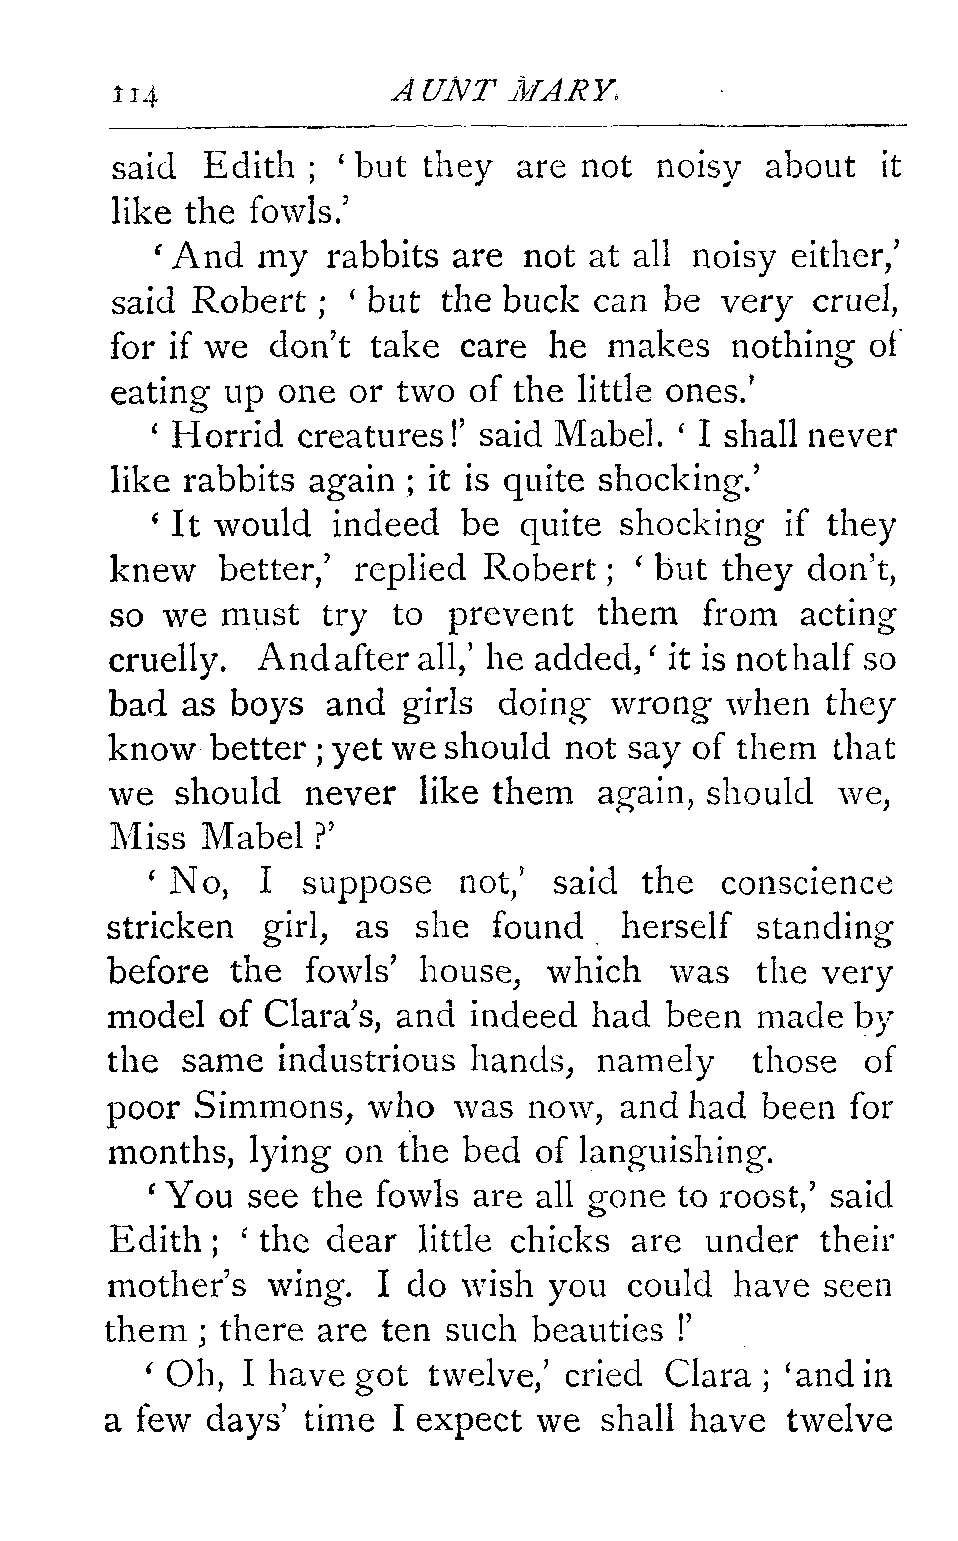 114 AUNT MARY.
said Edith ; ‘ but they are not noisy about it
like the fowls.’
‘ And my rabbits are not at all noisy either,’
said Robert ; ‘ but the buck can be very cruel,
for if we don’t take care he makes nothing of
eating up one or two of the little ones.’
‘ Horrid creatures !’ said Mabel. ‘ I shall never
like rabbits again ; it is quite shocking.’
‘ It would indeed be quite shocking if they
knew better,’ replied Robert ; ‘ but they don’t,
so we must try to prevent them from acting
cruelly. And after all,’ he added, ‘ it is not half so
bad as boys and girls doing wrong when they
know better ; yet we should not say of them that
we should never like them again, should we,
Miss Mabel ?’
‘ No, I suppose not,’ said the conscience
stricken girl, as she found herself standing
before the fowls’ house, which was the very
model of Clara’s, and indeed had been made by
the same industrious hands, namely those of
poor Simmons, who was now, and had been for
months, lying on the bed of languishing.
‘ You see the fowls are all gone to roost,’ said
Edith ; ‘ the dear little chicks are under their
mother’s wing. I do wish you could have seen
them ; there are ten such beauties !’
‘ Oh, I have got twelve,’ cried Clara ; ‘and in
a few days’ time I expect we shall have twelve